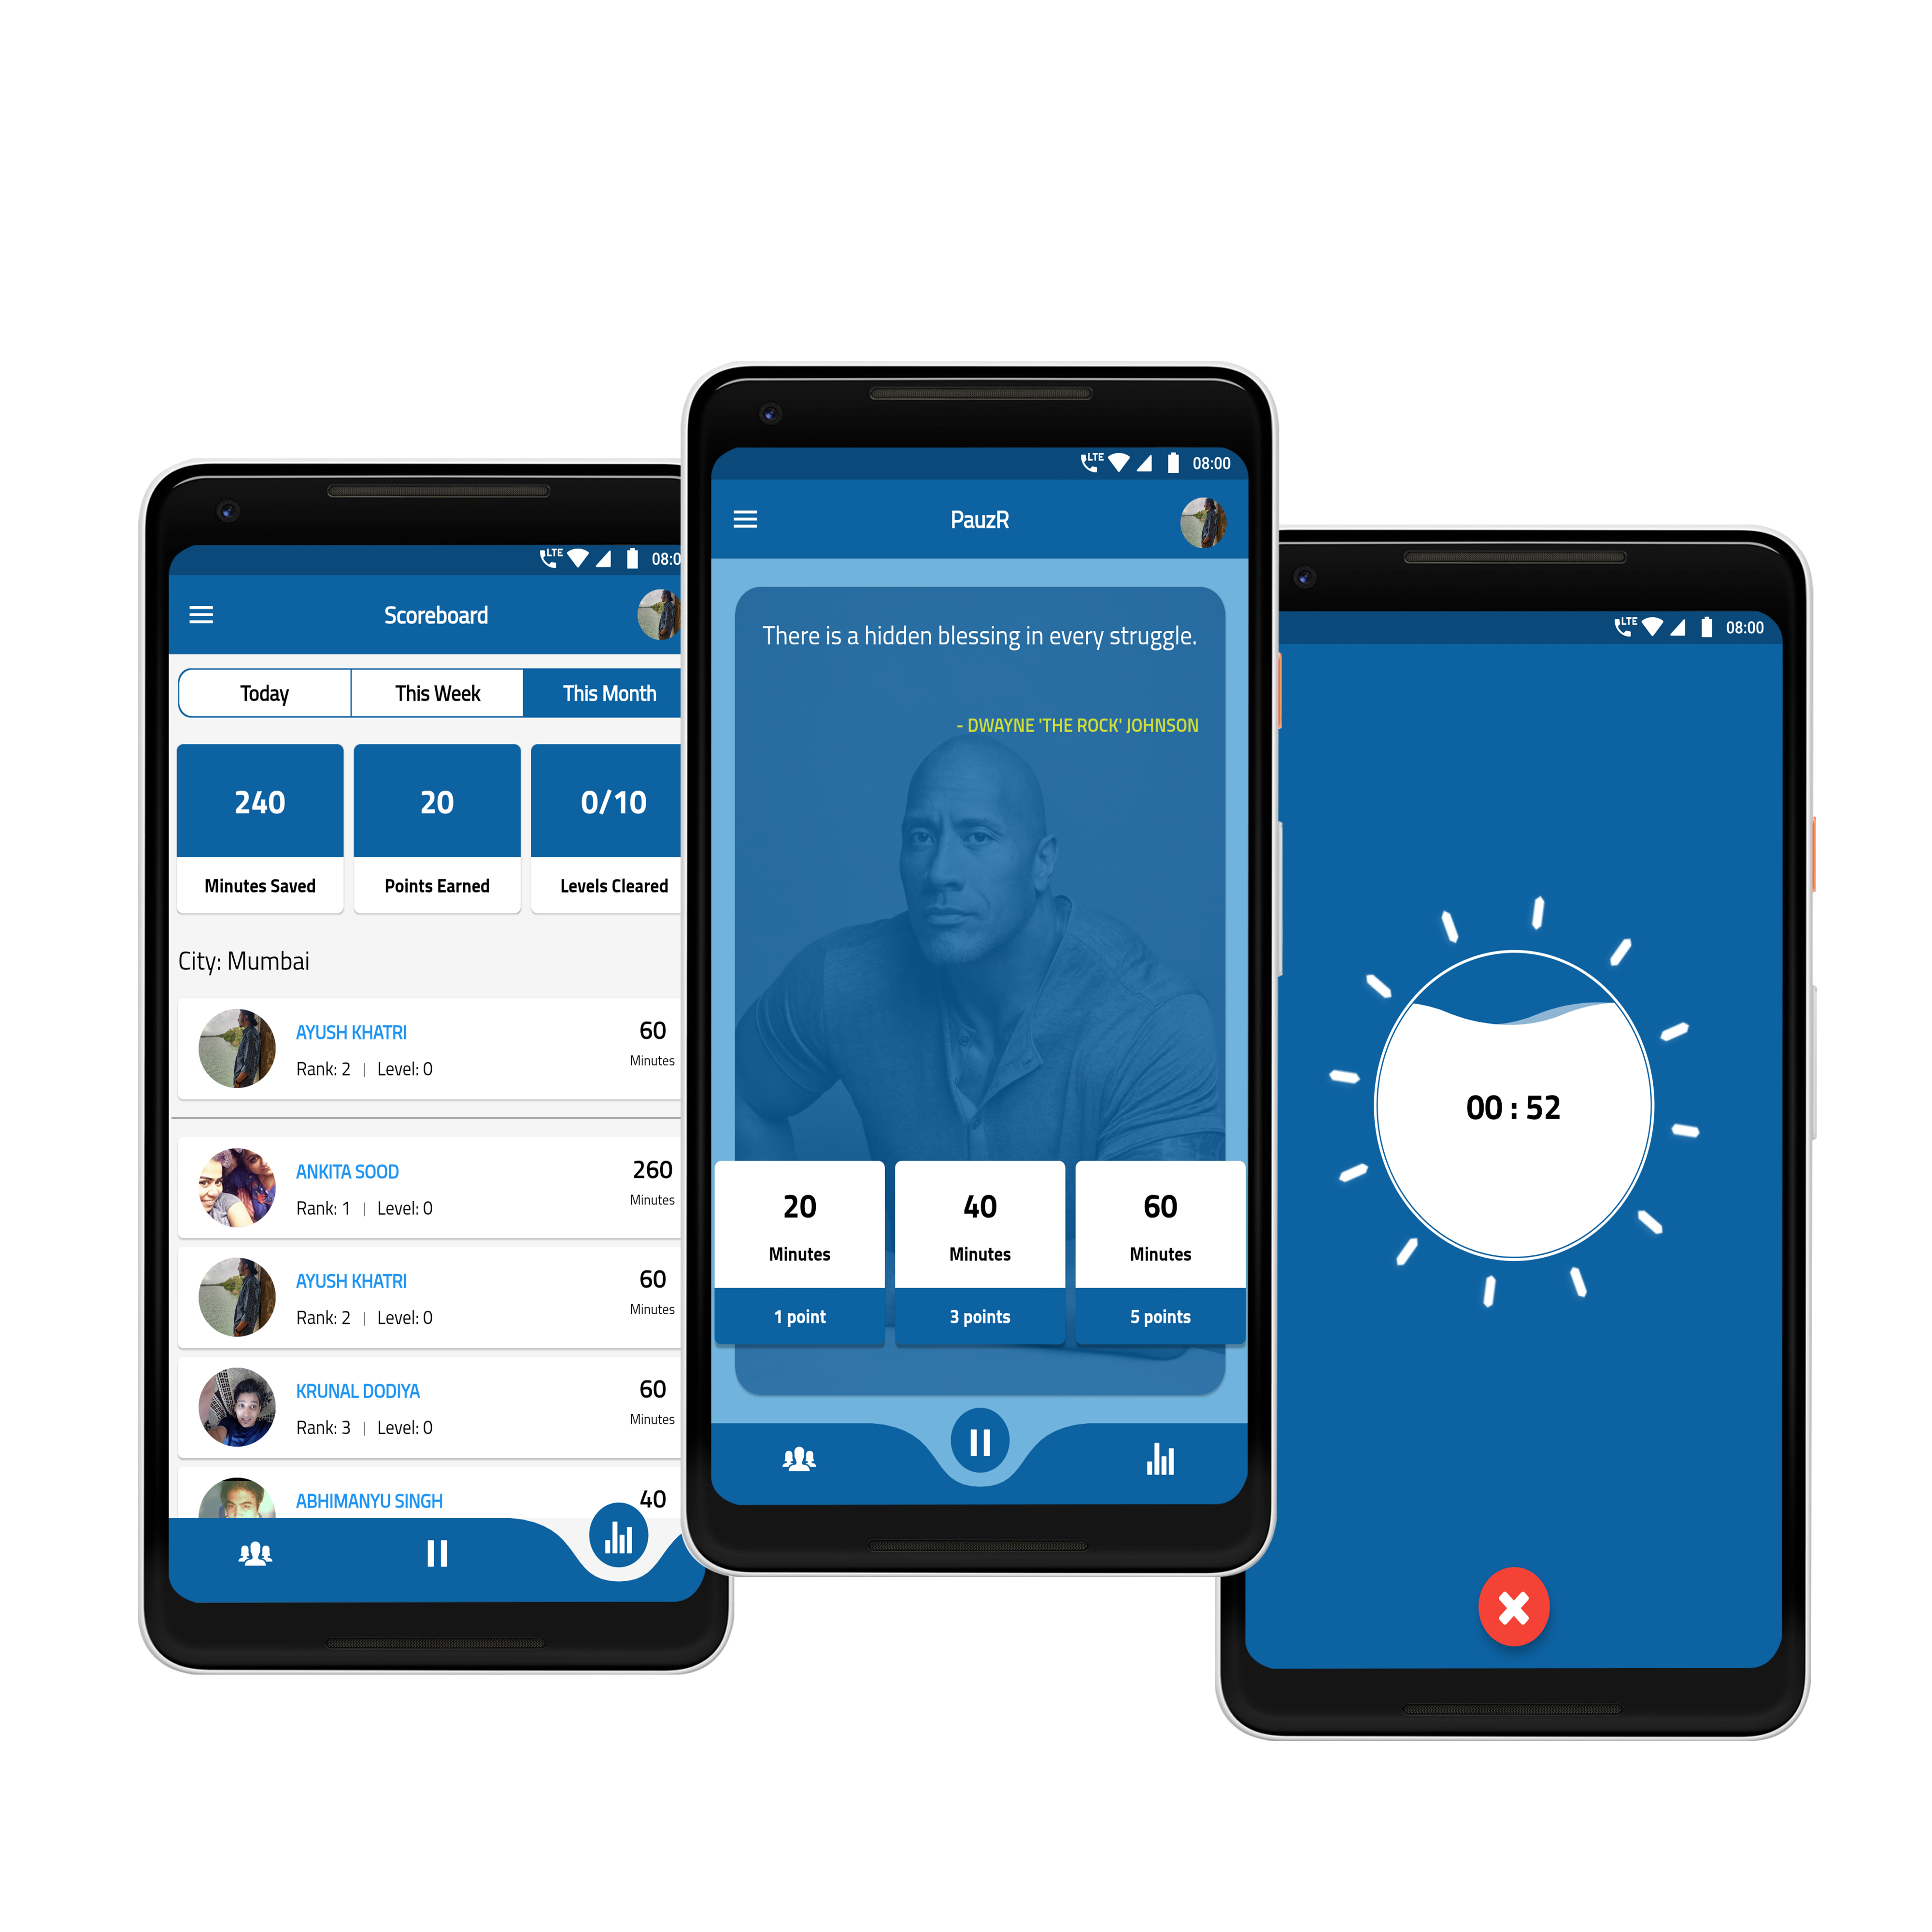 LTE 08:0
Scoreboard
Today This Week This Month
240 20 0/10
Minutes Saved Points Earned Levels Cleared
City: Mumbai
AYUSH KHATRI 60
Rank: 2 | Level: 0 Minutes
ANKITA SOOD 260
Rank: 1 | Level: 0 Minutes
AYUSH KHATRI 60
Rank: 2 | Level: 0 Minutes
KRUNAL DODIYA 60
Rank: 3 | Level: 0 Minutes
ABHIMANYU SINGH 40
LTE 08:00
PauzR
There is a hidden blessing in every struggle.
- DWAYNE 'THE ROCK' JOHNSON
20 40 60
Minutes Minutes Minutes
1 point 3 points 5 points
LTE 08:00
00 : 52